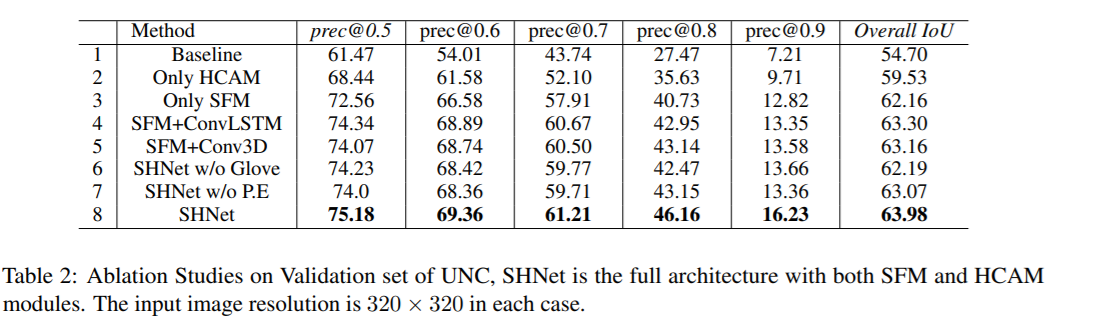 Method prec@0.5 prec@0.6 prec@0.7 prec@0.8 prec@0.9 Overall IoU
1 Baseline 61.47 54.01 43.74 27.47 7.21 54.70
2 Only HCAM 68.44 61.58 52.10 35.63 9.71 59.53
3 Only SFM 72.56 66.58 57.91 40.73 12.82 62.16
4 SFM+ConvLSTM 74.34 68.89 60.67 42.95 13.35 63.30
5 SFM+Conv3D 74.07 68.74 60.50 43.14 13.58 63.16
6 SHNet w/o Glove 74.23 68.42 59.77 42.47 13.66 62.19
7 SHNet w/o P.E 74.0 68.36 59.71 43.15 13.36 63.07
8 SHNet 75.18 69.36 61.21 46.16 16.23 63.98
Table 2: Ablation Studies on Validation set of UNC, SHNet is the full architecture with both SFM and HCAM
modules. The input image resolution is 320 × 320 in each case.